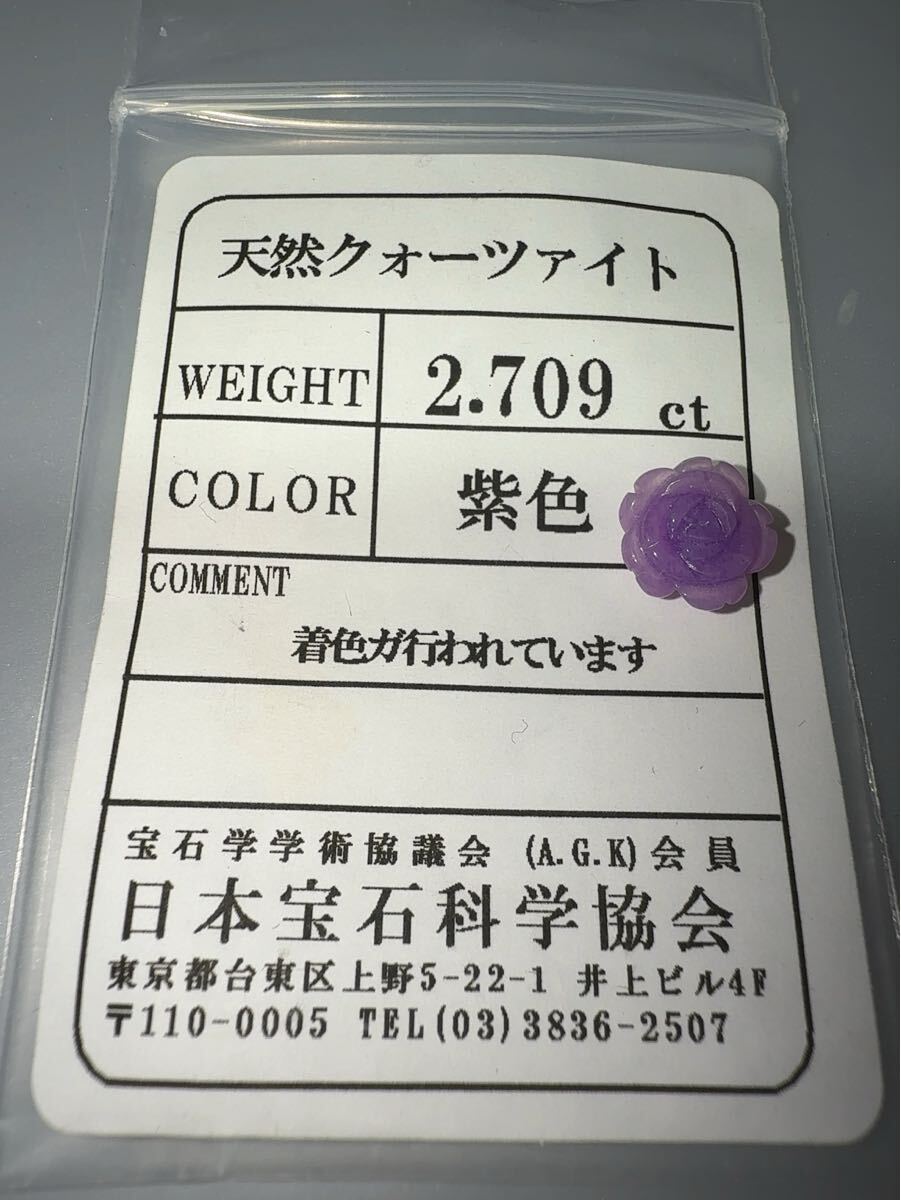 天然クォーツァイト
WEIGHT 2.709 ct
COLOR 紫色
COMMENT
着色ガ行われています
宝石学学術協議会 (A.G.K)会員
日本宝石科学協会
東京都台東区上野5-22-1 井上ビル4F
〒110-0005 TEL(03)3836-2507